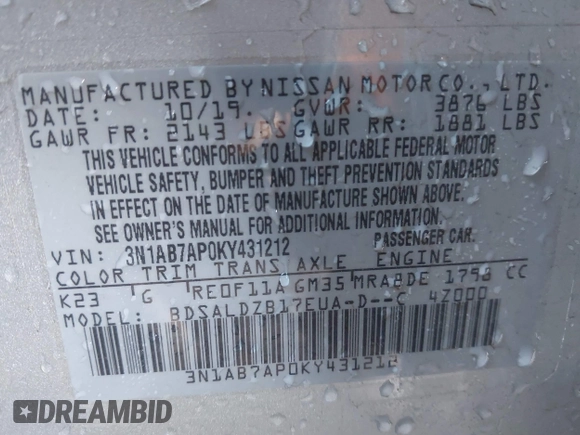 MANUFACTURED BY NISSAN MOTOR CO., LTD.
DATE: 10/19. GVWR: 3876 LBS
GAWR FR: 2143 LBS GAWR RR: 1881 LBS
THIS VEHICLE CONFORMS TO ALL APPLICABLE FEDERAL MOTOR
VEHICLE SAFETY, BUMPER AND THEFT PREVENTION STANDARDS
IN EFFECT ON THE DATE OF MANUFACTURE SHOWN ABOVE.
SEE OWNER'S MANUAL FOR ADDITIONAL INFORMATION.
VIN: 3N1AB7AP0KY431212 PASSENGER CAR.
COLOR TRIM TRANS AXLE ENGINE
K23 G RE0F11A GM35 MRA8DE 1798 CC
MODEL: BDSALDZB17EUA-D--C 4Z000
3N1AB7AP0KY431212
DREAMBID